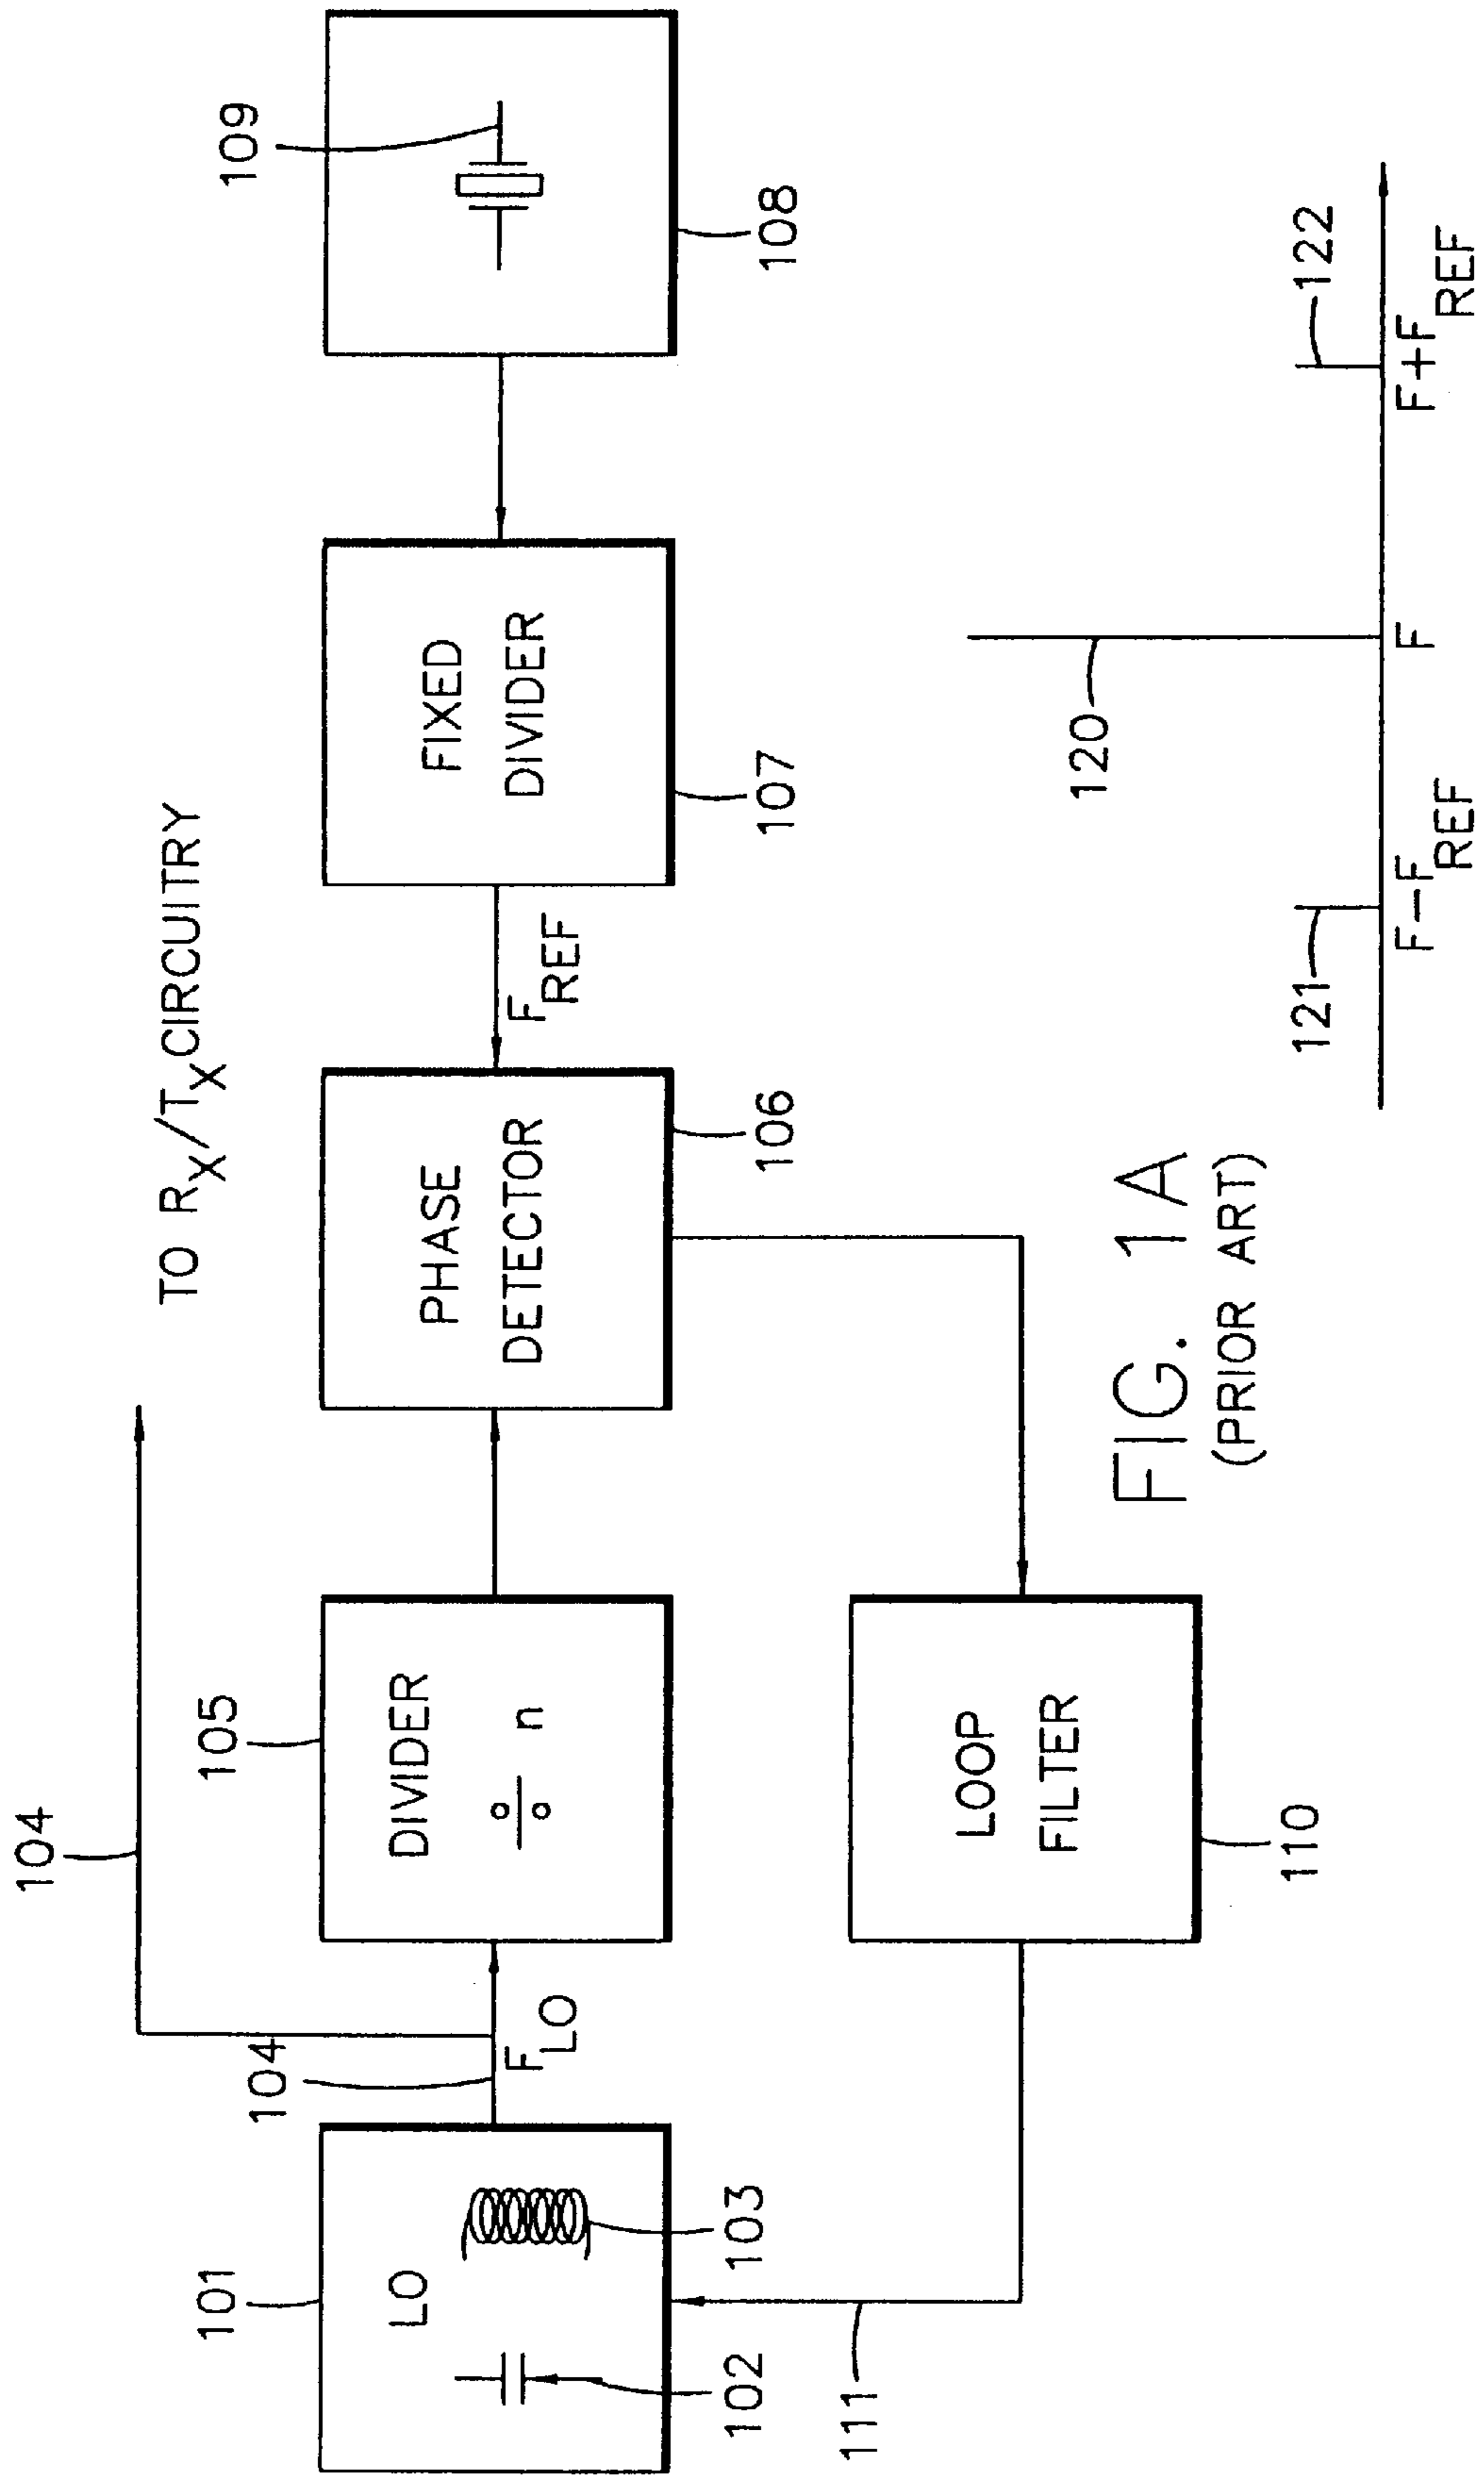 104
TO RX/TX CIRCUITRY
101
LO
102
103
104
FLO
105
DIVIDER
÷ n
PHASE
DETECTOR
106
FREF
FIXED
DIVIDER
107
109
108
111
LOOP
FILTER
110
FIG. 1A
(PRIOR ART)
120
121
122
F–FREF
F
F+FREF